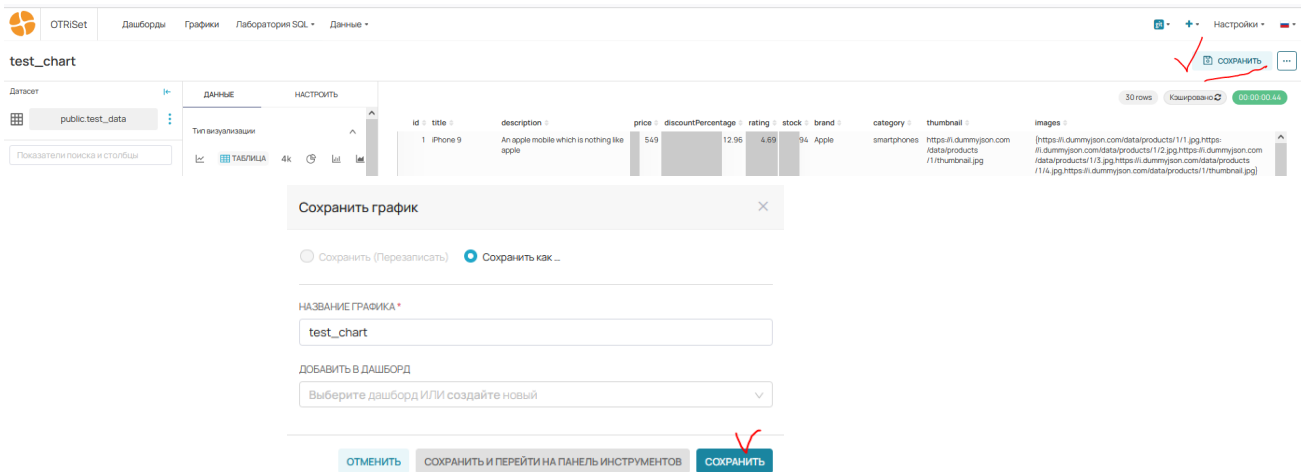 OTRiSet Дашборды Графики Лаборатория SQL Данные git + Настройки
test_chart СОХРАНИТЬ ...
Датасет ДАННЫЕ НАСТРОИТЬ 30 rows Кэшировано 00:00:00.44
public.test_data
Тип визуализации
Показатели поиска и столбцы
ТАБЛИЦА 4k
id title description price discountPercentage rating stock brand category thumbnail images
1 iPhone 9 An apple mobile which is nothing like 549 12.96 4.69 94 Apple smartphones https://i.dummyjson.com {https://i.dummyjson.com/data/products/1/1.jpg,https:
apple /data/products //i.dummyjson.com/data/products/1/2.jpg,https://i.dummyjson.com
/1/thumbnail.jpg /data/products/1/3.jpg,https://i.dummyjson.com/data/products
/1/4.jpg,https://i.dummyjson.com/data/products/1/thumbnail.jpg}
Сохранить график
Сохранить (Перезаписать) Сохранить как ...
НАЗВАНИЕ ГРАФИКА *
test_chart
ДОБАВИТЬ В ДАШБОРД
Выберите дашборд ИЛИ создайте новый
ОТМЕНИТЬ СОХРАНИТЬ И ПЕРЕЙТИ НА ПАНЕЛЬ ИНСТРУМЕНТОВ СОХРАНИТЬ